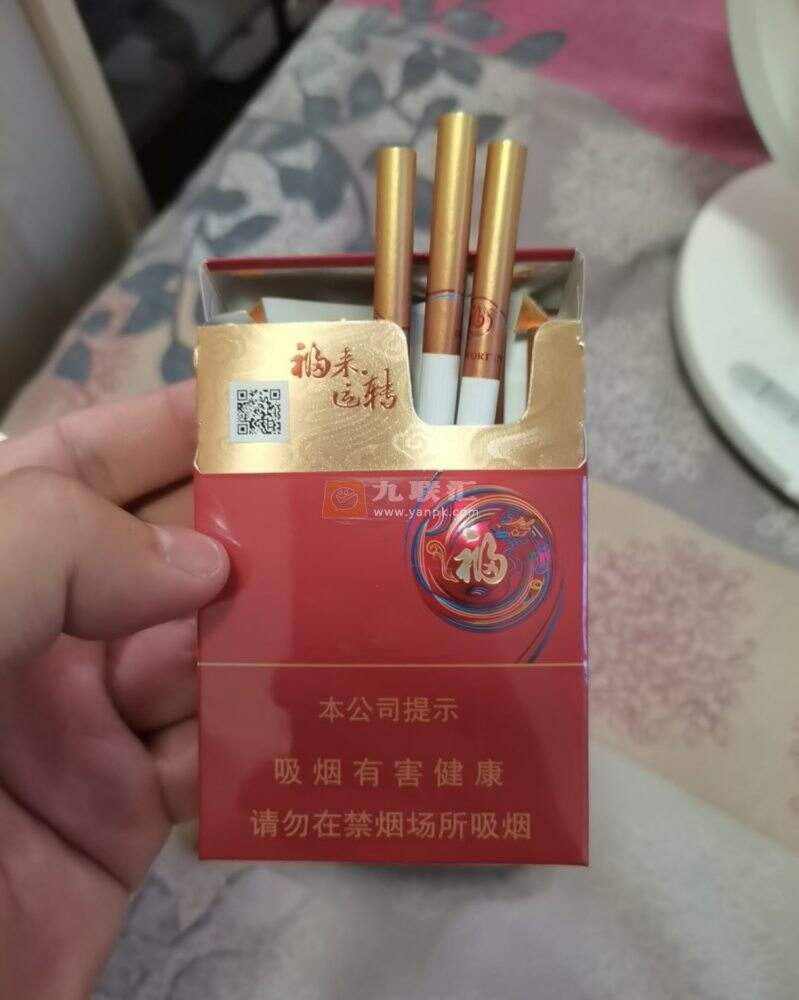 福来
运转
九联汇
www.yanpk.com
福
本公司提示
吸烟有害健康
请勿在禁烟场所吸烟